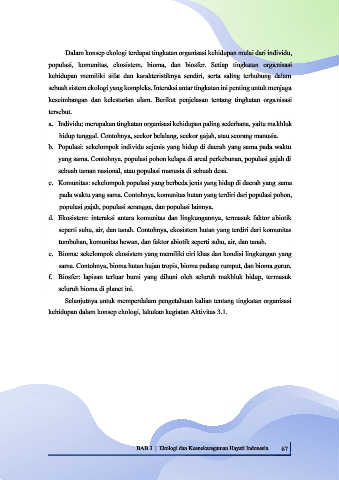 Dalam konsep ekologi terdapat tingkatan organisasi kehidupan mulai dari individu,
populasi, komunitas, ekosistem, bioma, dan biosfer. Setiap tingkatan organisasi
kehidupan memiliki sifat dan karakteristiknya sendiri, serta saling terhubung dalam
sebuah sistem ekologi yang kompleks. Interaksi antar tingkatan ini penting untuk menjaga
keseimbangan dan kelestarian alam. Berikut penjelasan tentang tingkatan organisasi
tersebut.
a. Individu: merupakan tingkatan organisasi kehidupan paling sederhana, yaitu makhluk
hidup tunggal. Contohnya, seekor belalang, seekor gajah, atau seorang manusia.
b. Populasi: sekelompok individu sejenis yang hidup di daerah yang sama pada waktu
yang sama. Contohnya, populasi pohon kelapa di areal perkebunan, populasi gajah di
sebuah taman nasional, atau populasi manusia di sebuah desa.
c. Komunitas: sekelompok populasi yang berbeda jenis yang hidup di daerah yang sama
pada waktu yang sama. Contohnya, komunitas hutan yang terdiri dari populasi pohon,
populasi gajah, populasi serangga, dan populasi lainnya.
d. Ekosistem: interaksi antara komunitas dan lingkungannya, termasuk faktor abiotik
seperti suhu, air, dan tanah. Contohnya, ekosistem hutan yang terdiri dari komunitas
tumbuhan, komunitas hewan, dan faktor abiotik seperti suhu, air, dan tanah.
e. Bioma: sekelompok ekosistem yang memiliki ciri khas dan kondisi lingkungan yang
sama. Contohnya, bioma hutan hujan tropis, bioma padang rumput, dan bioma gurun.
f. Biosfer: lapisan terluar bumi yang dihuni oleh seluruh makhluk hidup, termasuk
seluruh bioma di planet ini.
Selanjutnya untuk memperdalam pengetahuan kalian tentang tingkatan organisasi
kehidupan dalam konsep ekologi, lakukan kegiatan Aktivitas 3.1.
BAB 3 | Ekologi dan Keanekaragaman Hayati Indonesia 87